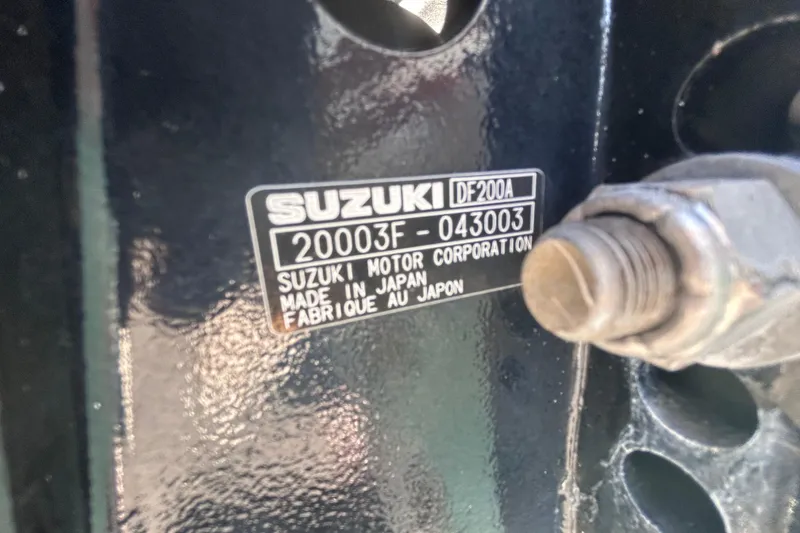 SUZUKI DF200A
20003F-043003
SUZUKI MOTOR CORPORATION
MADE IN JAPAN
FABRIQUE AU JAPON